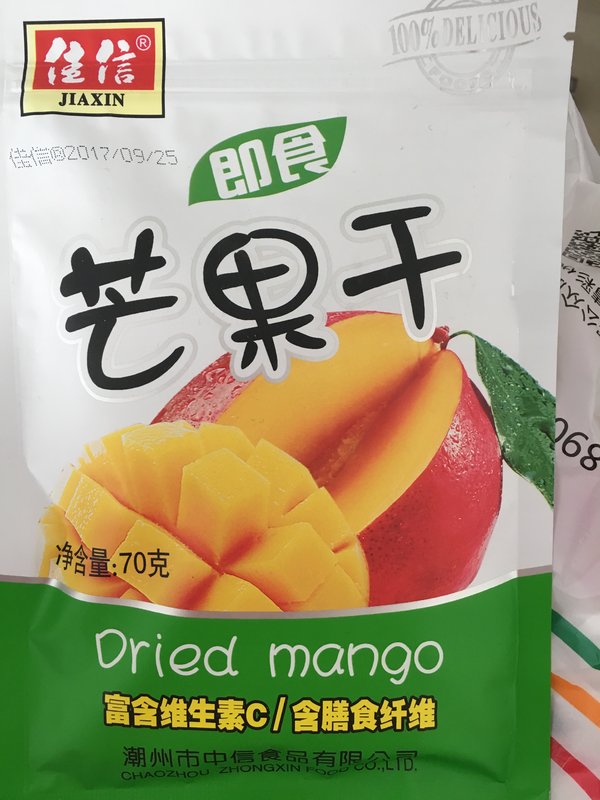 佳信®
JIAXIN
100% DELICIOUS
佳信®2017/09/25
即食
芒果干
净含量:70克
Dried mango
富含维生素C/含膳食纤维
潮州市中信食品有限公司
CHAOZHOU ZHONGXIN FOOD CO.,LTD.